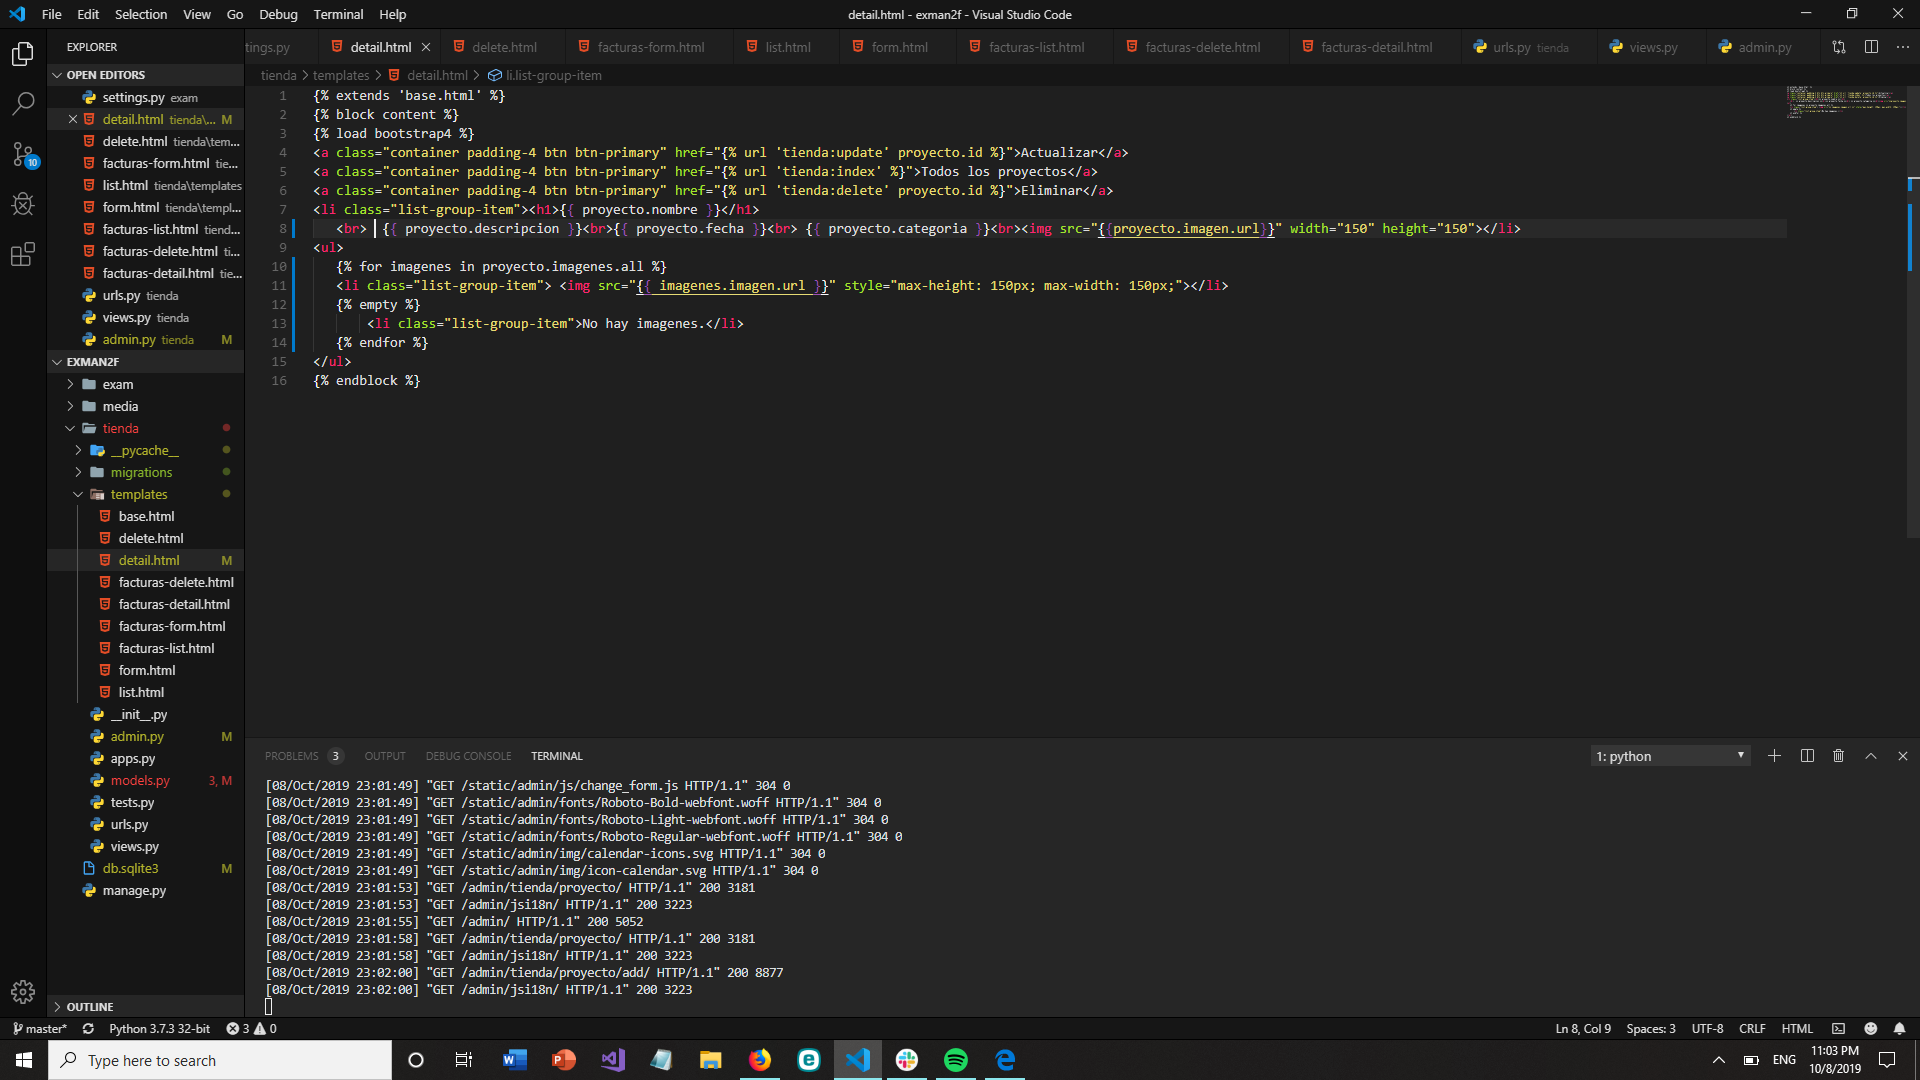 File Edit Selection View Go Debug Terminal Help
detail.html - exman2f - Visual Studio Code
EXPLORER
OPEN EDITORS
settings.py exam
detail.html tienda\... M
delete.html tienda\tem...
facturas-form.html tie...
list.html tienda\templates
form.html tienda\templ...
facturas-list.html tiend...
facturas-delete.html tie...
facturas-detail.html tie...
urls.py tienda
views.py tienda
admin.py tienda M
EXMAN2F
exam
media
tienda
__pycache__
migrations
templates
base.html
delete.html
detail.html M
facturas-delete.html
facturas-detail.html
facturas-form.html
facturas-list.html
form.html
list.html
__init__.py
admin.py M
apps.py
models.py 3, M
tests.py
urls.py
views.py
db.sqlite3 M
manage.py
OUTLINE
10
tings.py detail.html delete.html facturas-form.html list.html form.html facturas-list.html facturas-delete.html facturas-detail.html urls.py tienda views.py admin.py
tienda > templates > detail.html > li.list-group-item
1 {% extends 'base.html' %}
2 {% block content %}
3 {% load bootstrap4 %}
4 <a class="container padding-4 btn btn-primary" href="{% url 'tienda:update' proyecto.id %}">Actualizar</a>
5 <a class="container padding-4 btn btn-primary" href="{% url 'tienda:index' %}">Todos los proyectos</a>
6 <a class="container padding-4 btn btn-primary" href="{% url 'tienda:delete' proyecto.id %}">Eliminar</a>
7 <li class="list-group-item"><h1>{{ proyecto.nombre }}</h1>
8 <br> {{ proyecto.descripcion }}<br>{{ proyecto.fecha }}<br> {{ proyecto.categoria }}<br><img src="{{proyecto.imagen.url}}" width="150" height="150"></li>
9 <ul>
10 {% for imagenes in proyecto.imagenes.all %}
11 <li class="list-group-item"> <img src="{{ imagenes.imagen.url }}" style="max-height: 150px; max-width: 150px;"></li>
12 {% empty %}
13 <li class="list-group-item">No hay imagenes.</li>
14 {% endfor %}
15 </ul>
16 {% endblock %}
PROBLEMS 3 OUTPUT DEBUG CONSOLE TERMINAL
1: python
[08/Oct/2019 23:01:49] "GET /static/admin/js/change_form.js HTTP/1.1" 304 0
[08/Oct/2019 23:01:49] "GET /static/admin/fonts/Roboto-Bold-webfont.woff HTTP/1.1" 304 0
[08/Oct/2019 23:01:49] "GET /static/admin/fonts/Roboto-Light-webfont.woff HTTP/1.1" 304 0
[08/Oct/2019 23:01:49] "GET /static/admin/fonts/Roboto-Regular-webfont.woff HTTP/1.1" 304 0
[08/Oct/2019 23:01:49] "GET /static/admin/img/calendar-icons.svg HTTP/1.1" 304 0
[08/Oct/2019 23:01:49] "GET /static/admin/img/icon-calendar.svg HTTP/1.1" 304 0
[08/Oct/2019 23:01:53] "GET /admin/tienda/proyecto/ HTTP/1.1" 200 3181
[08/Oct/2019 23:01:53] "GET /admin/jsi18n/ HTTP/1.1" 200 3223
[08/Oct/2019 23:01:55] "GET /admin/ HTTP/1.1" 200 5052
[08/Oct/2019 23:01:58] "GET /admin/tienda/proyecto/ HTTP/1.1" 200 3181
[08/Oct/2019 23:01:58] "GET /admin/jsi18n/ HTTP/1.1" 200 3223
[08/Oct/2019 23:02:00] "GET /admin/tienda/proyecto/add/ HTTP/1.1" 200 8877
[08/Oct/2019 23:02:00] "GET /admin/jsi18n/ HTTP/1.1" 200 3223
master* Python 3.7.3 32-bit 3 0
Ln 8, Col 9 Spaces: 3 UTF-8 CRLF HTML
Type here to search
ENG
11:03 PM
10/8/2019